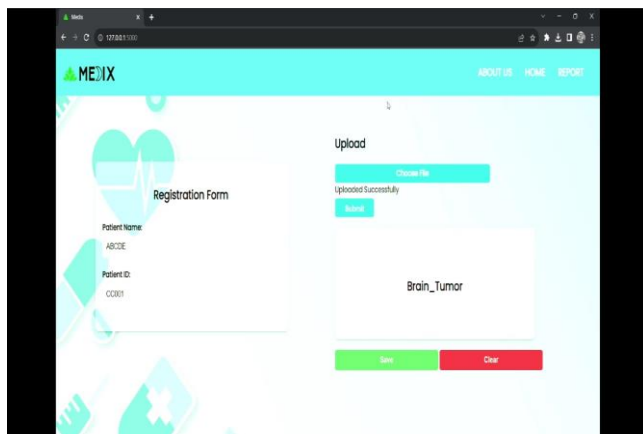 Medix
127.0.0.1:5000
MEDIX
ABOUT US HOME REPORT
Upload
Choose File
Uploaded Successfully
Submit
Registration Form
Patient Name:
ABCDE
Patient ID:
CC001
Brain_Tumor
Save
Clear